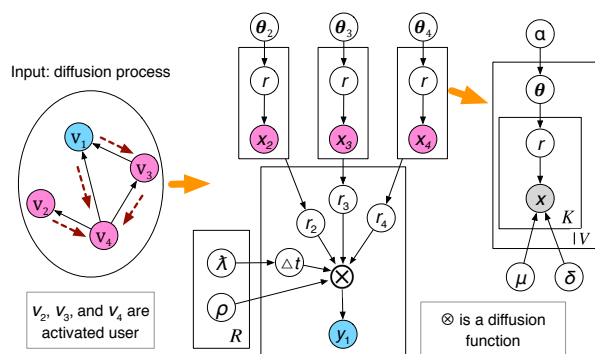 Input: diffusion process
v1
v2
v3
v4
V2, V3, and V4 are
activated user
θ2
θ3
θ4
r
r
r
x2
x3
x4
r2
r3
r4
λ
△t
ρ
R
⊗
y1
α
θ
r
x
K
|V
μ
δ
⊗ is a diffusion
function